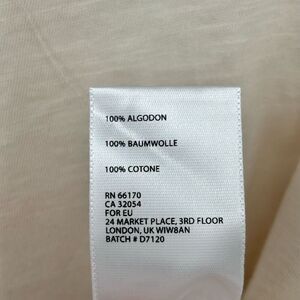 100% ALGODON
100% BAUMWOLLE
100% COTONE
RN 66170
CA 32054
FOR EU
24 MARKET PLACE, 3RD FLOOR
LONDON, UK WIW8AN
BATCH # D7120